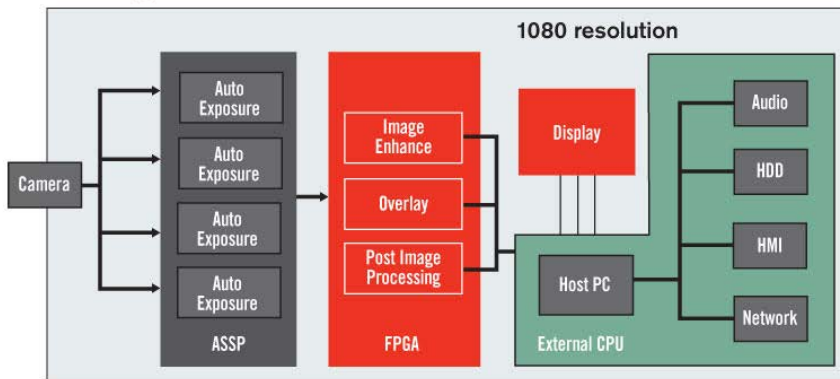 1080 resolution
Camera
Auto
Exposure
Auto
Exposure
Auto
Exposure
Auto
Exposure
ASSP
Image
Enhance
Overlay
Post Image
Processing
FPGA
Display
Host PC
External CPU
Audio
HDD
HMI
Network